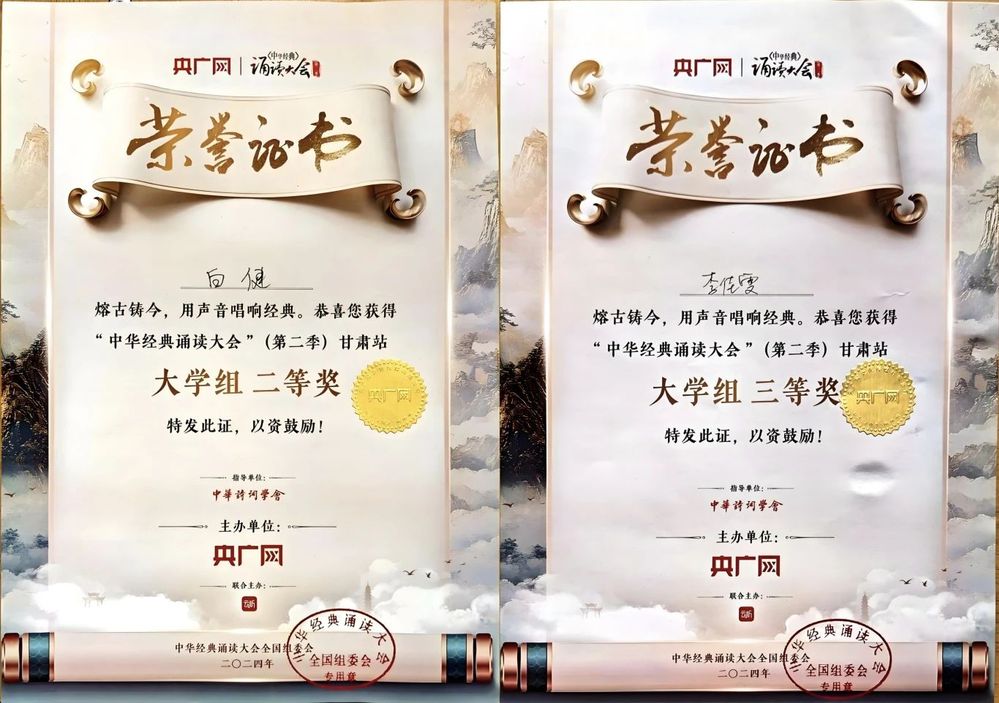 央广网 | 《中华经典》诵读大会
荣誉证书
白健
熔古铸今，用声音唱响经典。恭喜您获得
“中华经典诵读大会”（第二季）甘肃站
大学组 二等奖
央广网
特发此证，以资鼓励！
指导单位：
中華詩詞學會
主办单位：
央广网
联合主办：
中华经典诵读大会全国组委会
二〇二四年
中华经典诵读大会
全国组委会
专用章
央广网 | 《中华经典》诵读大会
荣誉证书
李佳雯
熔古铸今，用声音唱响经典。恭喜您获得
“中华经典诵读大会”（第二季）甘肃站
大学组 三等奖
央广网
特发此证，以资鼓励！
指导单位：
中華詩詞學會
主办单位：
央广网
联合主办：
中华经典诵读大会全国组委会
二〇二四年
中华经典诵读大会
全国组委会
专用章